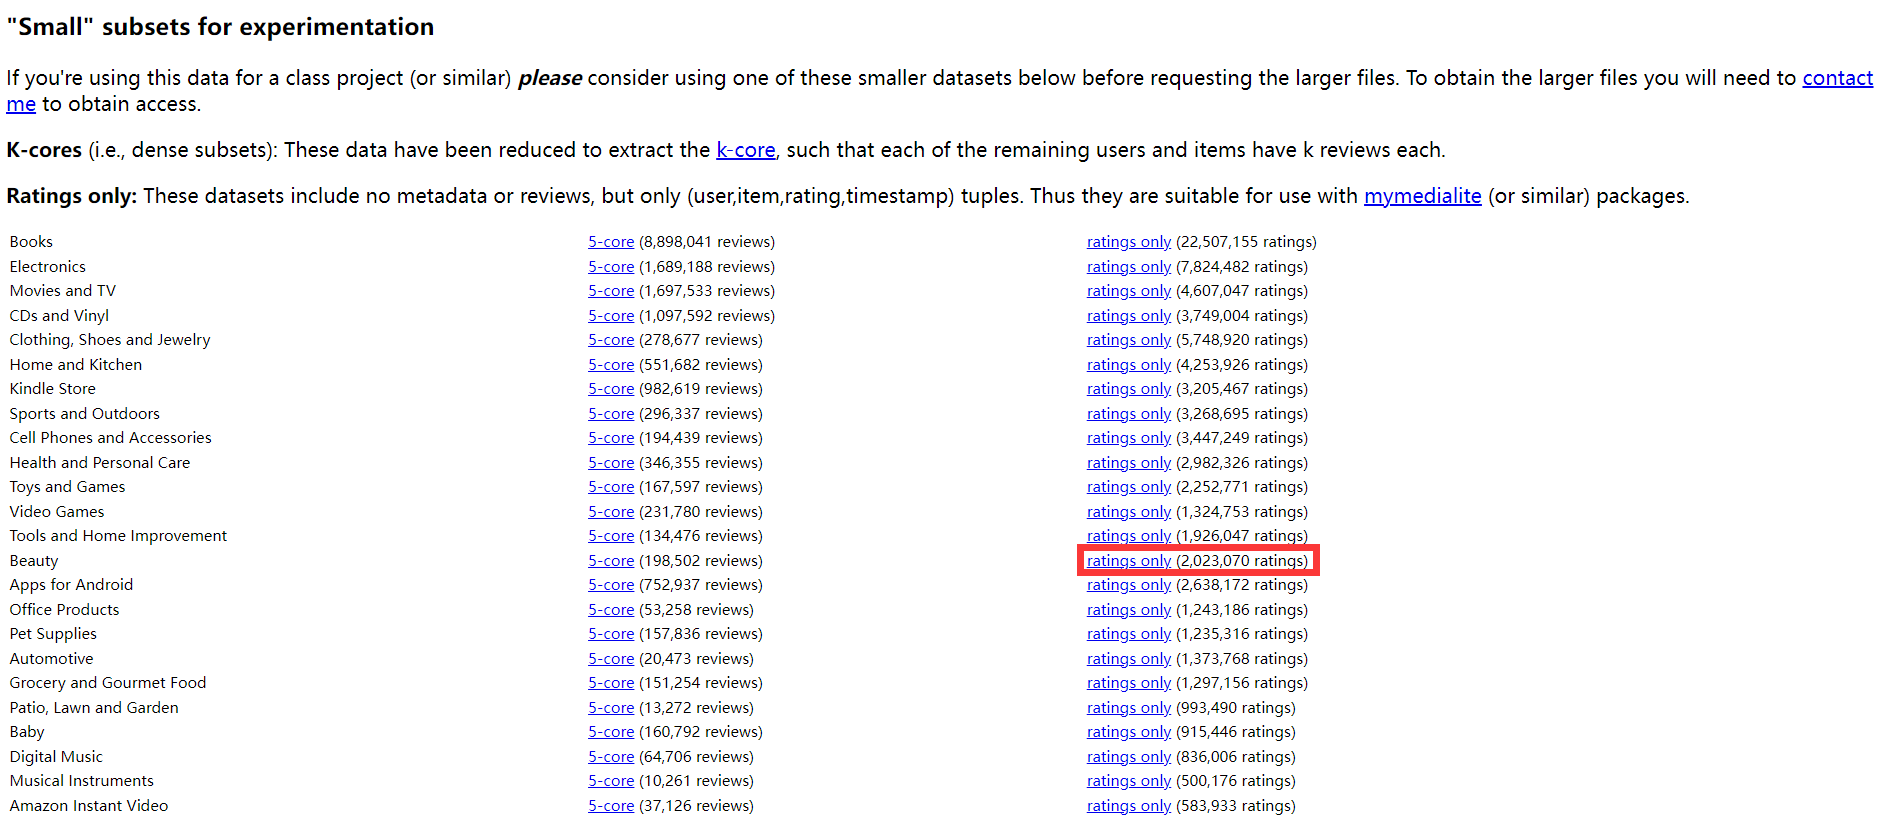 "Small" subsets for experimentation
If you're using this data for a class project (or similar) please consider using one of these smaller datasets below before requesting the larger files. To obtain the larger files you will need to contact
me to obtain access.
K-cores (i.e., dense subsets): These data have been reduced to extract the k-core, such that each of the remaining users and items have k reviews each.
Ratings only: These datasets include no metadata or reviews, but only (user,item,rating,timestamp) tuples. Thus they are suitable for use with mymedialite (or similar) packages.
Books 5-core (8,898,041 reviews) ratings only (22,507,155 ratings)
Electronics 5-core (1,689,188 reviews) ratings only (7,824,482 ratings)
Movies and TV 5-core (1,697,533 reviews) ratings only (4,607,047 ratings)
CDs and Vinyl 5-core (1,097,592 reviews) ratings only (3,749,004 ratings)
Clothing, Shoes and Jewelry 5-core (278,677 reviews) ratings only (5,748,920 ratings)
Home and Kitchen 5-core (551,682 reviews) ratings only (4,253,926 ratings)
Kindle Store 5-core (982,619 reviews) ratings only (3,205,467 ratings)
Sports and Outdoors 5-core (296,337 reviews) ratings only (3,268,695 ratings)
Cell Phones and Accessories 5-core (194,439 reviews) ratings only (3,447,249 ratings)
Health and Personal Care 5-core (346,355 reviews) ratings only (2,982,326 ratings)
Toys and Games 5-core (167,597 reviews) ratings only (2,252,771 ratings)
Video Games 5-core (231,780 reviews) ratings only (1,324,753 ratings)
Tools and Home Improvement 5-core (134,476 reviews) ratings only (1,926,047 ratings)
Beauty 5-core (198,502 reviews) ratings only (2,023,070 ratings)
Apps for Android 5-core (752,937 reviews) ratings only (2,638,172 ratings)
Office Products 5-core (53,258 reviews) ratings only (1,243,186 ratings)
Pet Supplies 5-core (157,836 reviews) ratings only (1,235,316 ratings)
Automotive 5-core (20,473 reviews) ratings only (1,373,768 ratings)
Grocery and Gourmet Food 5-core (151,254 reviews) ratings only (1,297,156 ratings)
Patio, Lawn and Garden 5-core (13,272 reviews) ratings only (993,490 ratings)
Baby 5-core (160,792 reviews) ratings only (915,446 ratings)
Digital Music 5-core (64,706 reviews) ratings only (836,006 ratings)
Musical Instruments 5-core (10,261 reviews) ratings only (500,176 ratings)
Amazon Instant Video 5-core (37,126 reviews) ratings only (583,933 ratings)